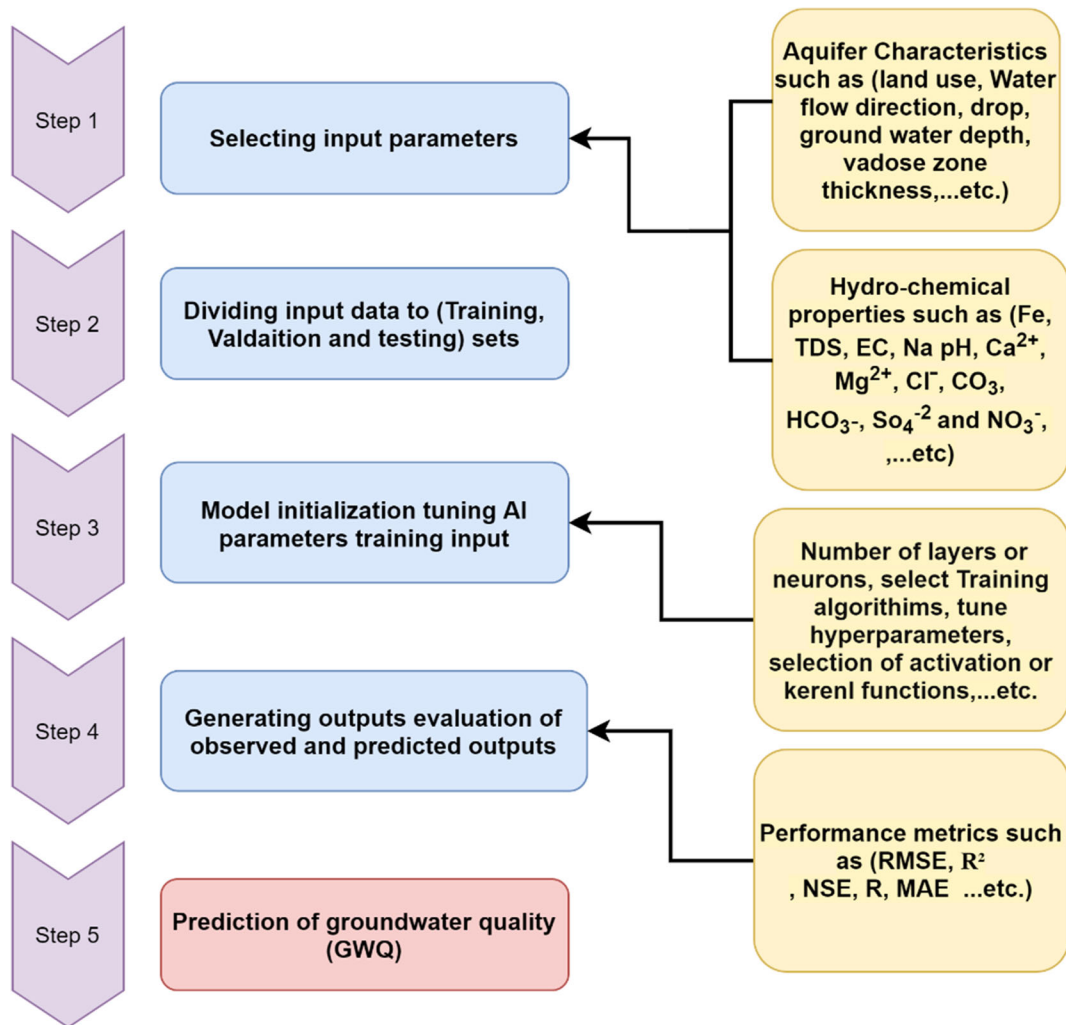 Step 1
Selecting input parameters
Aquifer Characteristics
such as (land use, Water
flow direction, drop,
ground water depth,
vadose zone
thickness,...etc.)
Step 2
Dividing input data to (Training,
Valdaition and testing) sets
Hydro-chemical
properties such as (Fe,
TDS, EC, Na pH, Ca²⁺,
Mg²⁺, Cl⁻, CO₃,
HCO₃-, So₄⁻² and NO₃⁻,
,...etc)
Step 3
Model initialization tuning AI
parameters training input
Number of layers or
neurons, select Training
algorithims, tune
hyperparameters,
selection of activation or
kerenl functions,...etc.
Step 4
Generating outputs evaluation of
observed and predicted outputs
Performance metrics such
as (RMSE, R²
, NSE, R, MAE ...etc.)
Step 5
Prediction of groundwater quality
(GWQ)